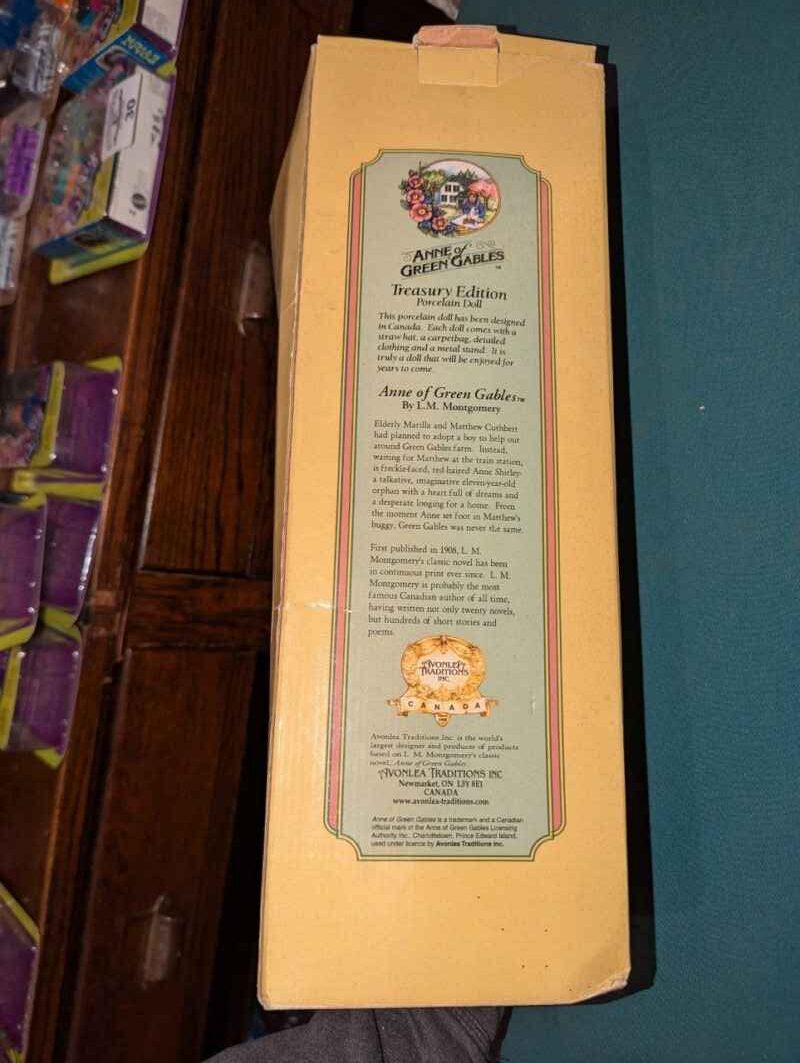 ANNE of
GREEN GABLES™
Treasury Edition
Porcelain Doll
This porcelain doll has been designed
in Canada. Each doll comes with a
straw hat, a carpetbag, detailed
clothing and a metal stand. It is
truly a doll that will be enjoyed for
years to come.
Anne of Green Gables™
By L.M. Montgomery
Elderly Marilla and Matthew Cuthbert
had planned to adopt a boy to help out
around Green Gables farm. Instead,
waiting for Matthew at the train station,
is freckle-faced, red-haired Anne Shirley-
a talkative, imaginative eleven-year-old
orphan with a heart full of dreams and
a desperate longing for a home. From
the moment Anne set foot in Matthew's
buggy, Green Gables was never the same.
First published in 1908, L. M.
Montgomery's classic novel has been
in continuous print ever since. L. M.
Montgomery is probably the most
famous Canadian author of all time,
having written not only twenty novels,
but hundreds of short stories and
poems.
AVONLEA
TRADITIONS
INC.
CANADA
Avonlea Traditions Inc. is the world's
largest designer and producer of products
based on L. M. Montgomery's classic
novel, Anne of Green Gables.
AVONLEA TRADITIONS INC
Newmarket, ON L3Y 8E1
CANADA
www.avonlea-traditions.com
Anne of Green Gables is a trademark and a Canadian
official mark of the Anne of Green Gables Licensing
Authority Inc., Charlottetown, Prince Edward Island,
used under licence by Avonlea Traditions Inc.